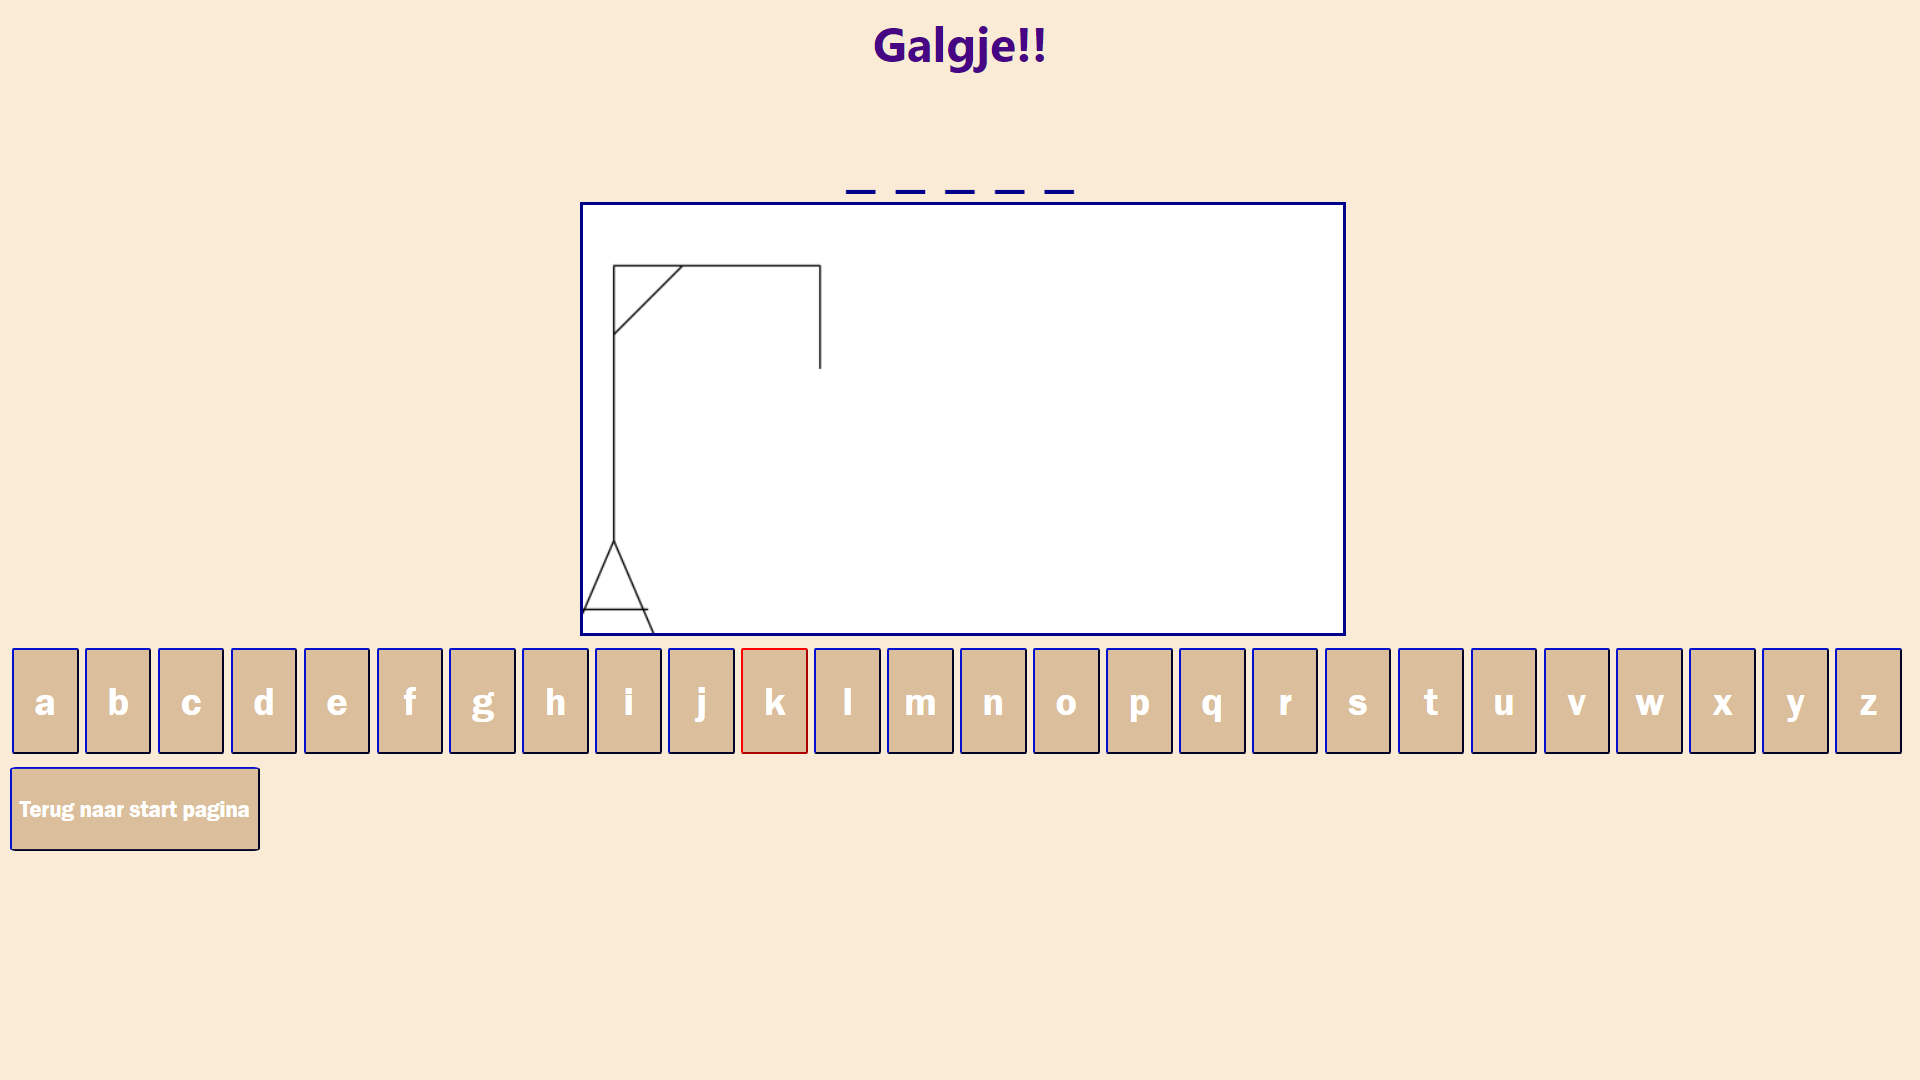 Galgje!!
_ _ _ _ _
a b c d e f g h i j k l m n o p q r s t u v w x y z
Terug naar start pagina